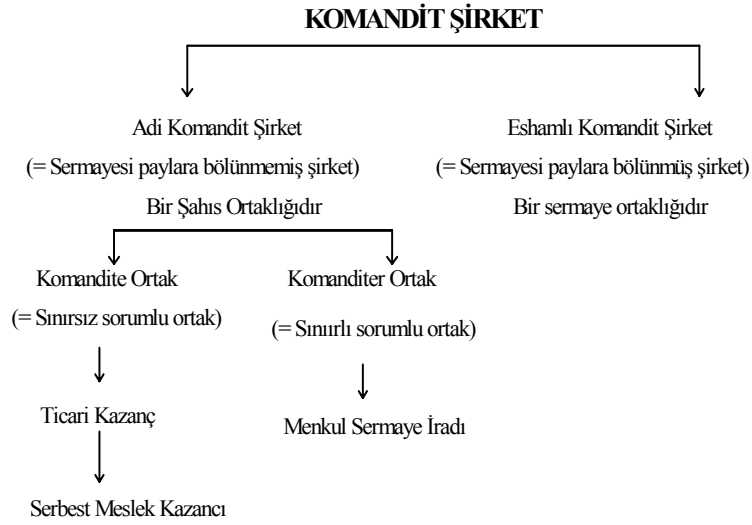 KOMANDİT ŞİRKET
Adi Komandit Şirket
(= Sermayesi paylara bölünmemiş şirket)
Bir Şahıs Ortaklığıdır
Eshamlı Komandit Şirket
(= Sermayesi paylara bölünmüş şirket)
Bir sermaye ortaklığıdır
Komandite Ortak
(= Sınırsız sorumlu ortak)
Komanditer Ortak
(= Sınıırlı sorumlu ortak)
Ticari Kazanç
Menkul Sermaye İradı
Serbest Meslek Kazancı